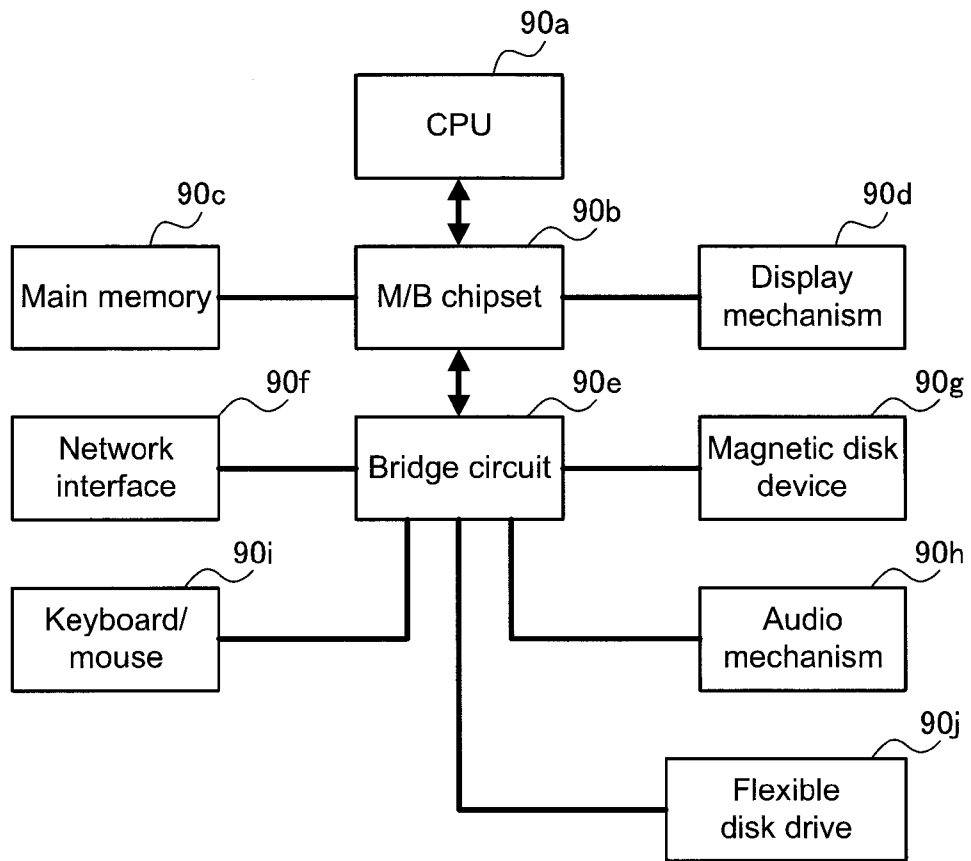 90a
CPU
90c
90b
90d
Main memory
M/B chipset
Display
mechanism
90f
90e
90g
Network
interface
Bridge circuit
Magnetic disk
device
90i
90h
Keyboard/
mouse
Audio
mechanism
90j
Flexible
disk drive